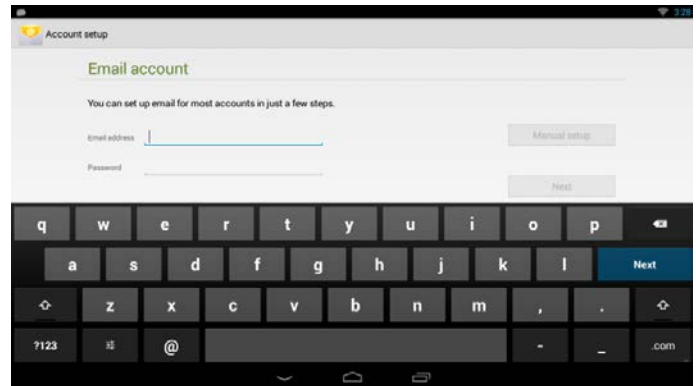 3:28
Account setup
Email account
You can set up email for most accounts in just a few steps.
Email address
Manual setup
Password
Next
q w e r t y u i o p
a s d f g h j k l Next
z x c v b n m , .
?123 @ - _ .com